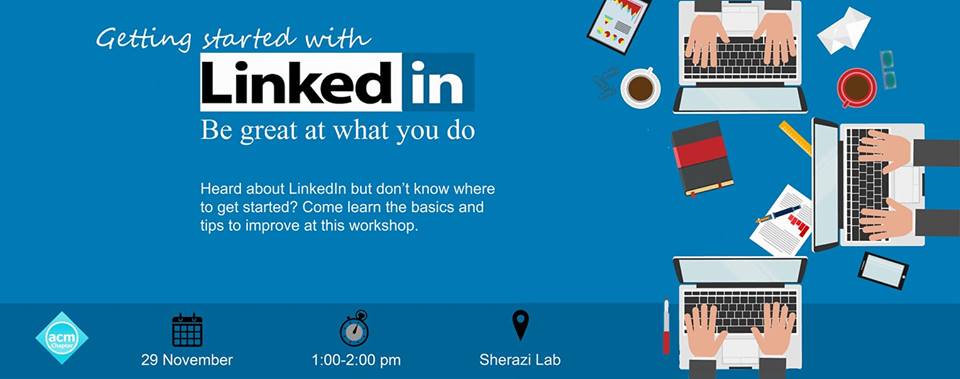 Getting started with
Linked in
Be great at what you do
Heard about LinkedIn but don’t know where
to get started? Come learn the basics and
tips to improve at this workshop.
acm
Chapter
29 November
1:00-2:00 pm
Sherazi Lab